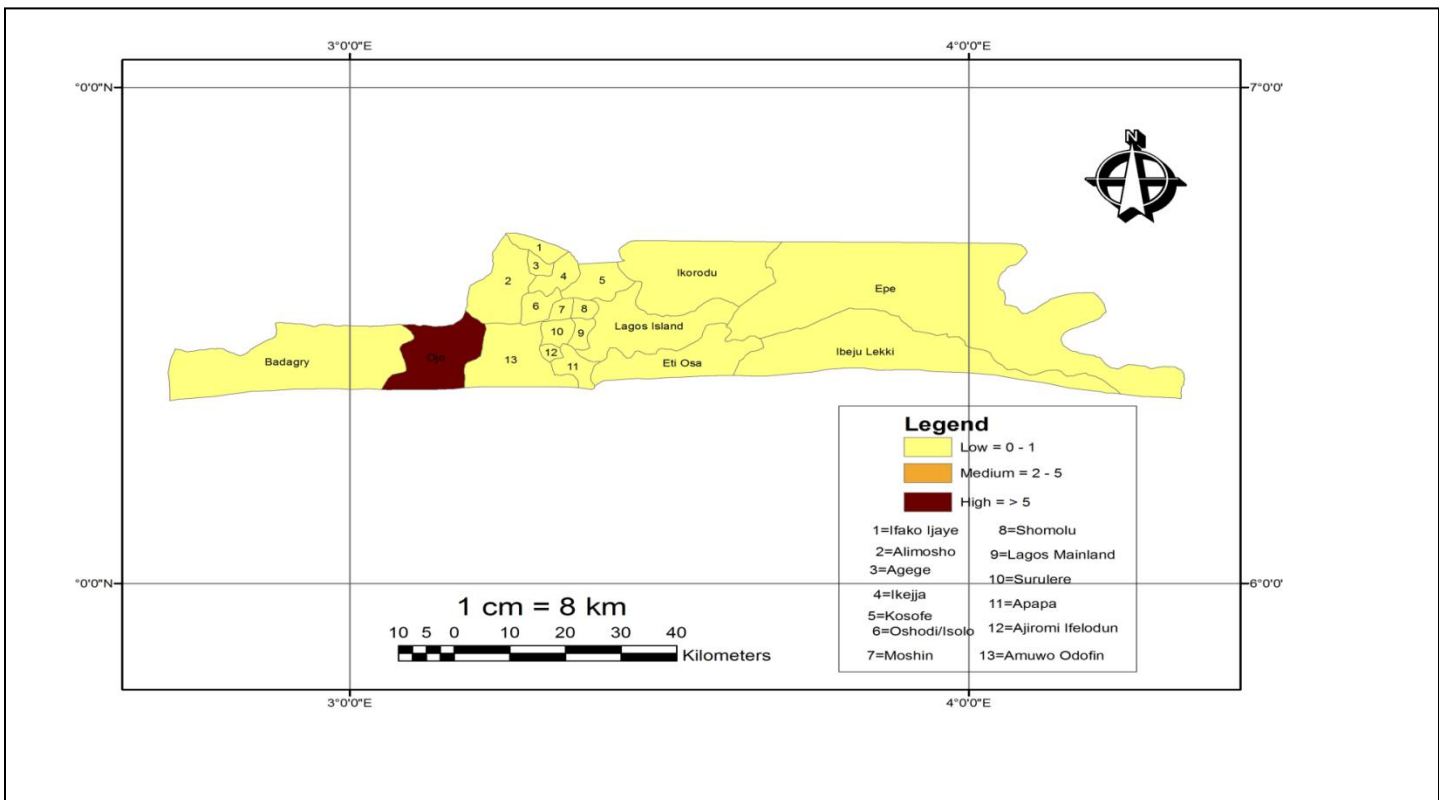 3°0'0"E 4°0'0"E
°0'0"N 7°0'0'
N
1
3
2 4 5 Ikorodu
Epe
6 7 8
Lagos Island
10 9
Badagry Ojo 13 12 Ibeju Lekki
11 Eti Osa
Legend
Low = 0 - 1
Medium = 2 - 5
High = > 5
1=Ifako Ijaye 8=Shomolu
2=Alimosho 9=Lagos Mainland
3=Agege
10=Surulere
4=Ikejja
11=Apapa
5=Kosofe
6=Oshodi/Isolo 12=Ajiromi Ifelodun
7=Moshin 13=Amuwo Odofin
°0'0"N 6°0'0'
1 cm = 8 km
10 5 0 10 20 30 40
Kilometers
3°0'0"E 4°0'0"E